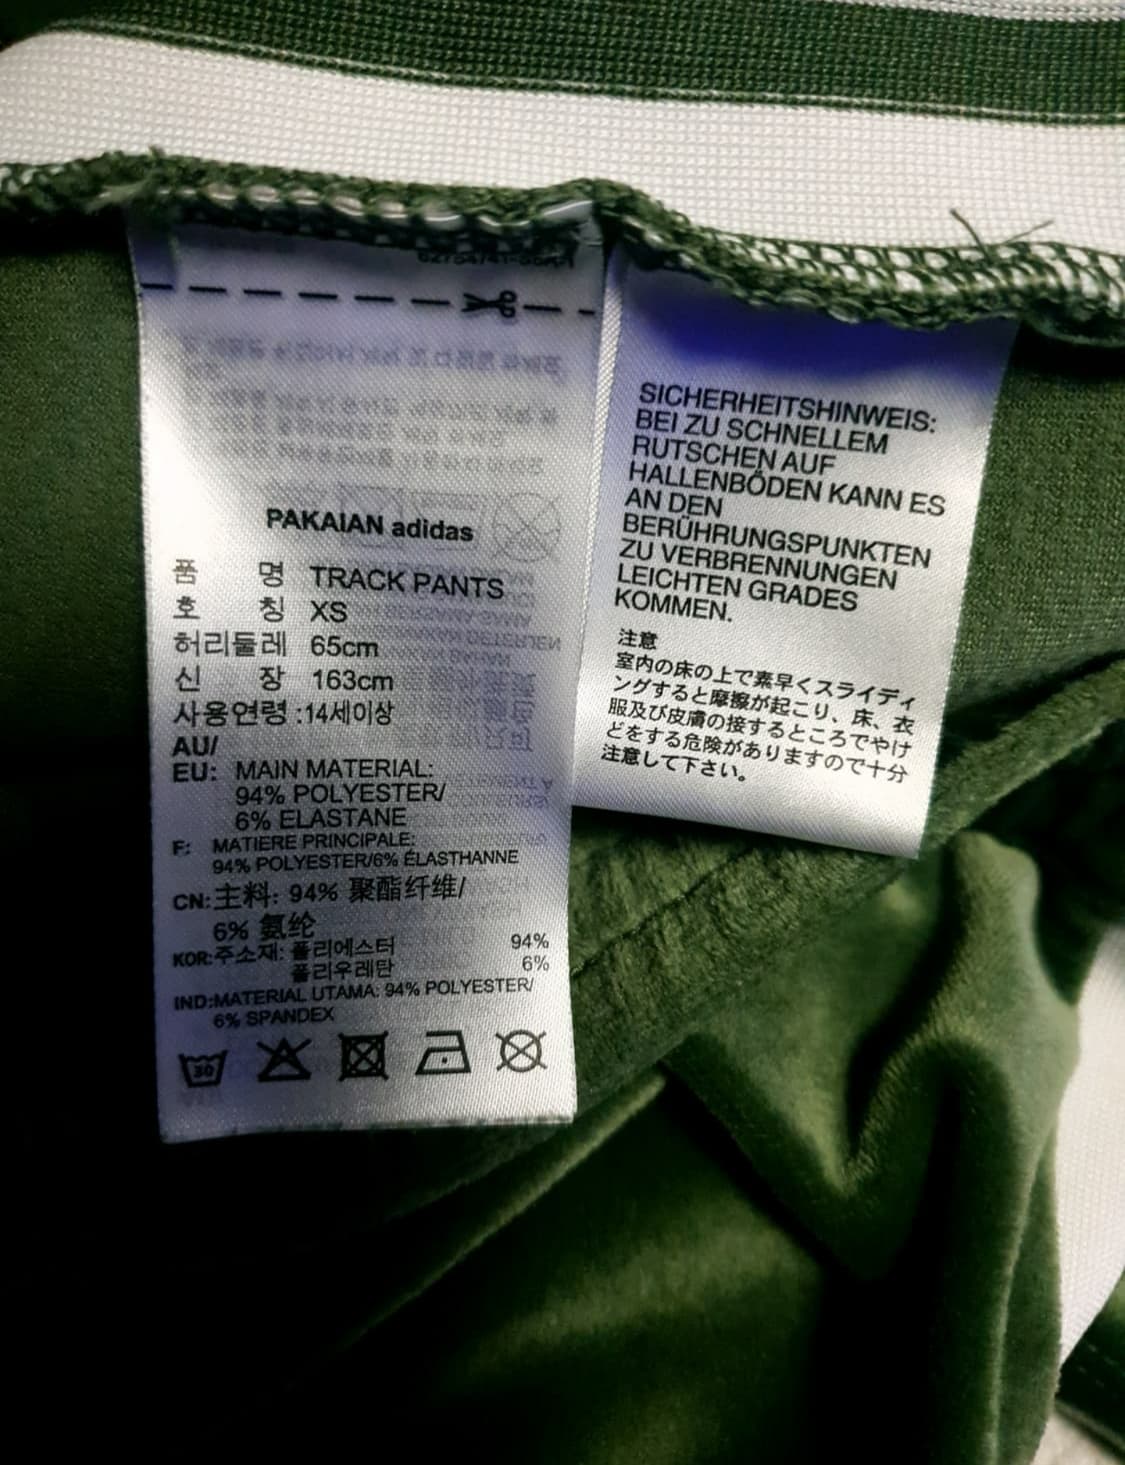 PAKAIAN adidas
품 명 TRACK PANTS
호 칭 XS
허리둘레 65cm
신 장 163cm
사용연령 :14세이상
AU/
EU: MAIN MATERIAL:
94% POLYESTER/
6% ELASTANE
F: MATIERE PRINCIPALE:
94% POLYESTER/6% ÉLASTHANNE
CN:主料: 94% 聚酯纤维/
6% 氨纶
KOR:주소재: 폴리에스터 94%
폴리우레탄 6%
IND:MATERIAL UTAMA: 94% POLYESTER/
6% SPANDEX
30
SICHERHEITSHINWEIS:
BEI ZU SCHNELLEM
RUTSCHEN AUF
HALLENBÖDEN KANN ES
AN DEN
BERÜHRUNGSPUNKTEN
ZU VERBRENNUNGEN
LEICHTEN GRADES
KOMMEN.
注意
室内の床の上で素早くスライディ
ングすると摩擦が起こり、床、衣
服及び皮膚の接するところでやけ
どをする危険がありますので十分
注意して下さい。